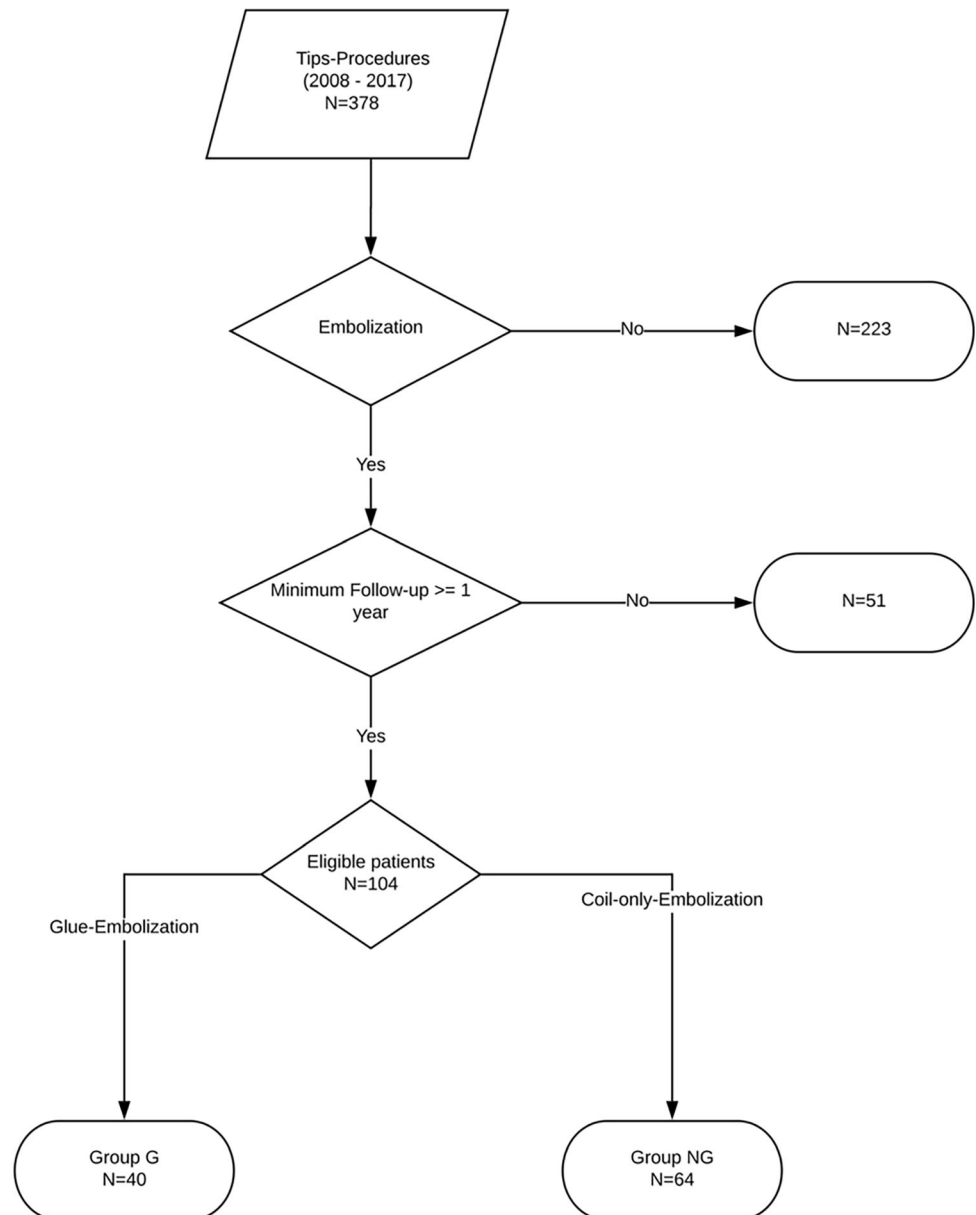 Tips-Procedures
(2008 - 2017)
N=378
Embolization
No
N=223
Yes
Minimum Follow-up >= 1
year
No
N=51
Yes
Eligible patients
N=104
Glue-Embolization
Coil-only-Embolization
Group G
N=40
Group NG
N=64